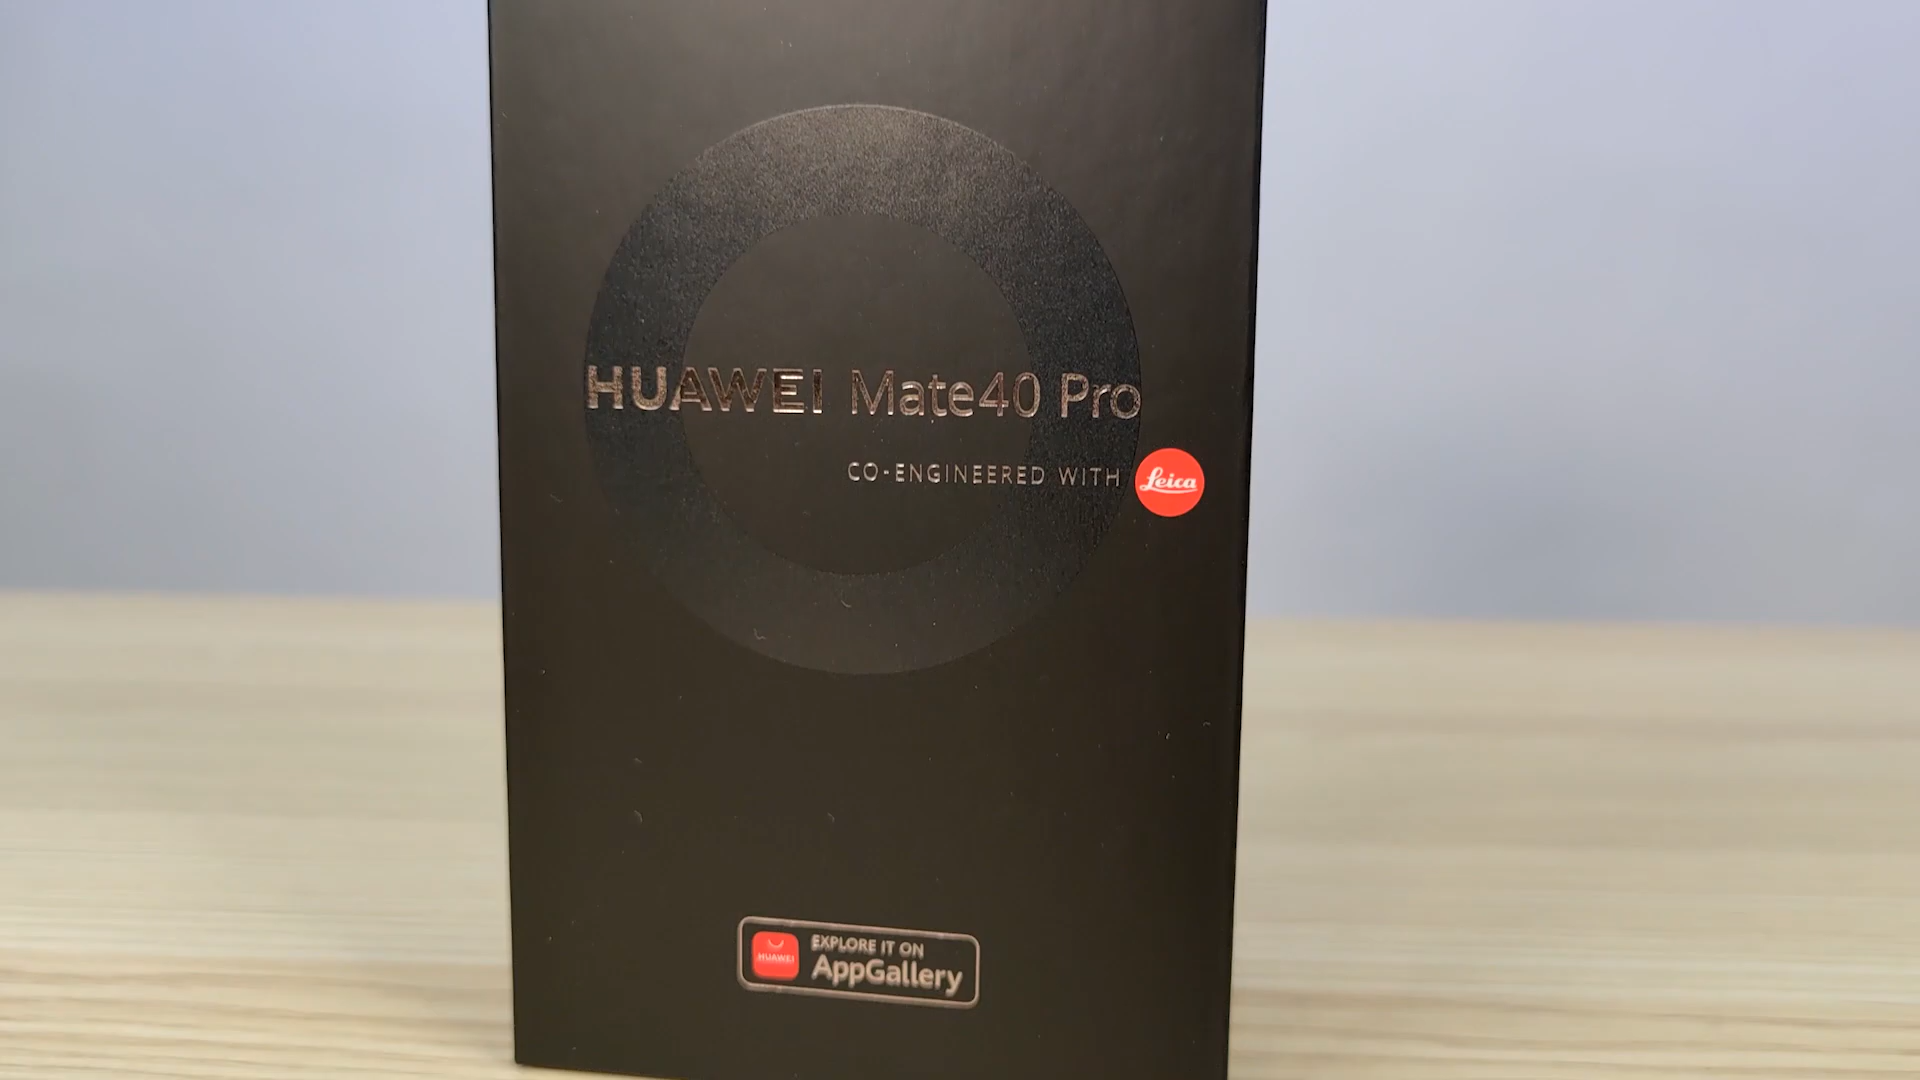 HUAWEI Mate40 Pro
CO-ENGINEERED WITH Leica
EXPLORE IT ON
HUAWEI AppGallery